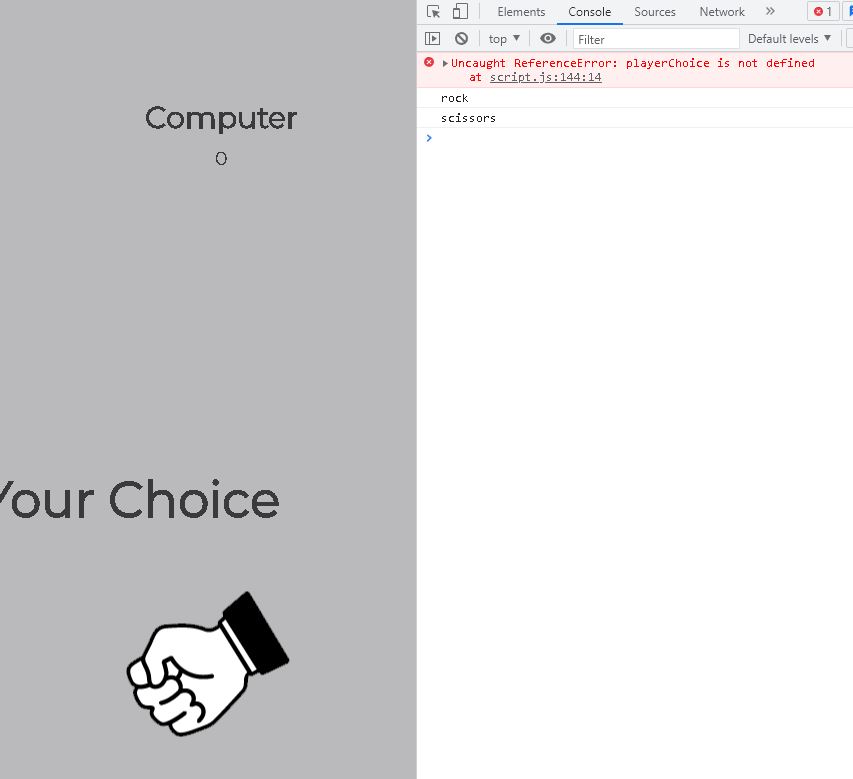 Elements Console Sources Network » 1
top ▼ Filter Default levels ▼
Uncaught ReferenceError: playerChoice is not defined
at script.js:144:14
rock
scissors
Computer
0
Your Choice